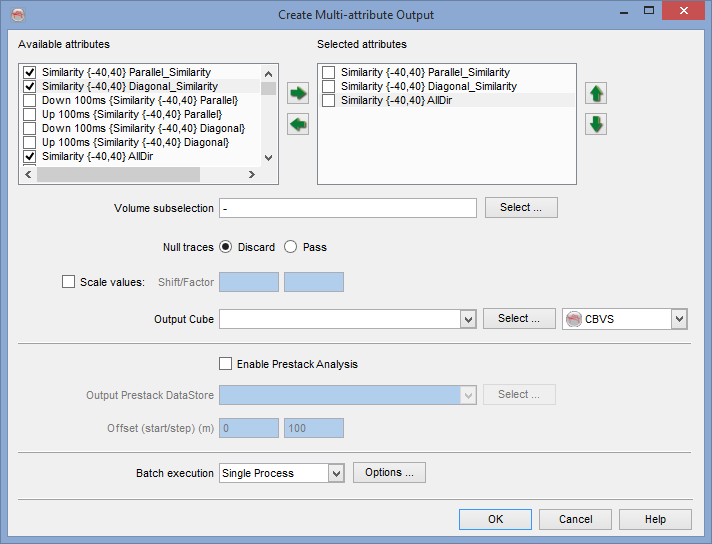 Create Multi-attribute Output
Available attributes
Selected attributes
Similarity {-40,40} Parallel_Similarity
Similarity {-40,40} Diagonal_Similarity
Down 100ms {Similarity {-40,40} Parallel}
Up 100ms {Similarity {-40,40} Parallel}
Down 100ms {Similarity {-40,40} Diagonal}
Up 100ms {Similarity {-40,40} Diagonal}
Similarity {-40,40} AllDir
Similarity {-40,40} Parallel_Similarity
Similarity {-40,40} Diagonal_Similarity
Similarity {-40,40} AllDir
Volume subselection - Select ...
Null traces Discard Pass
Scale values: Shift/Factor
Output Cube Select ... CBVS
Enable Prestack Analysis
Output Prestack DataStore Select ...
Offset (start/step) (m) 0 100
Batch execution Single Process Options ...
OK Cancel Help